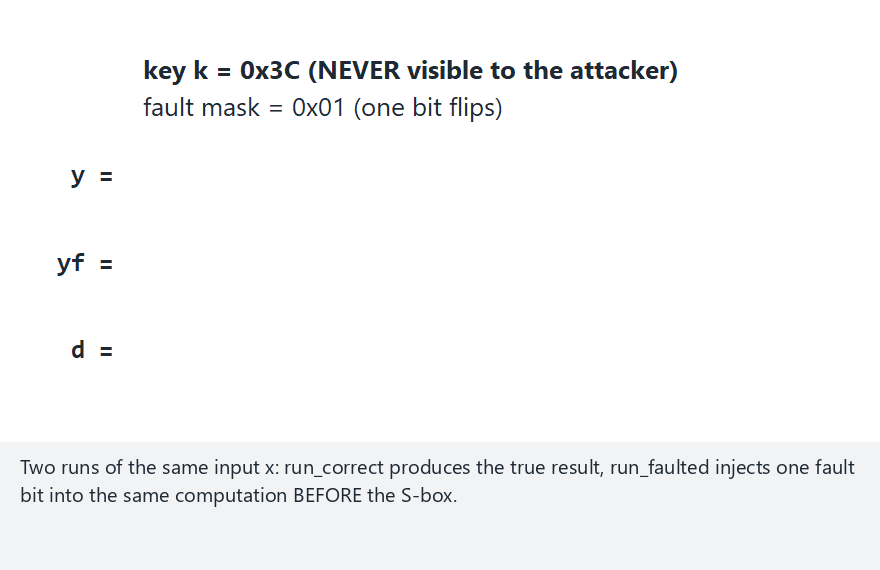 key k = 0x3C (NEVER visible to the attacker)
fault mask = 0x01 (one bit flips)
y =
yf =
d =
Two runs of the same input x: run_correct produces the true result, run_faulted injects one fault
bit into the same computation BEFORE the S-box.